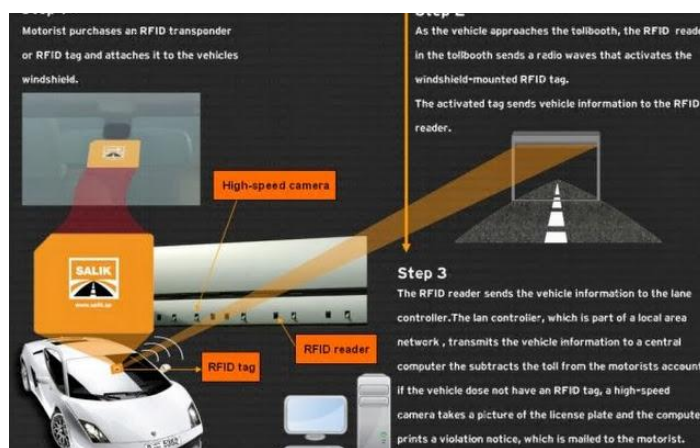 Step 1
Motorist purchases an RFID transponder
or RFID tag and attaches it to the vehicles
windshield.
SALIK
www.salik.ae
High-speed camera
RFID tag
RFID reader
Step 2
As the vehicle approaches the tollbooth, the RFID reade
in the tollbooth sends a radio waves that activates the
windshield-mounted RFID tag.
The activated tag sends vehicle information to the RFID
reader.
Step 3
The RFID reader sends the vehicle information to the lane
controller.The lan controller, which is part of a local area
network , transmits the vehicle information to a central
computer the subtracts the toll from the motorists account
if the vehicle dose not have an RFID tag, a high-speed
camera takes a picture of the license plate and the compute
prints a violation notice, which is mailed to the motorist.